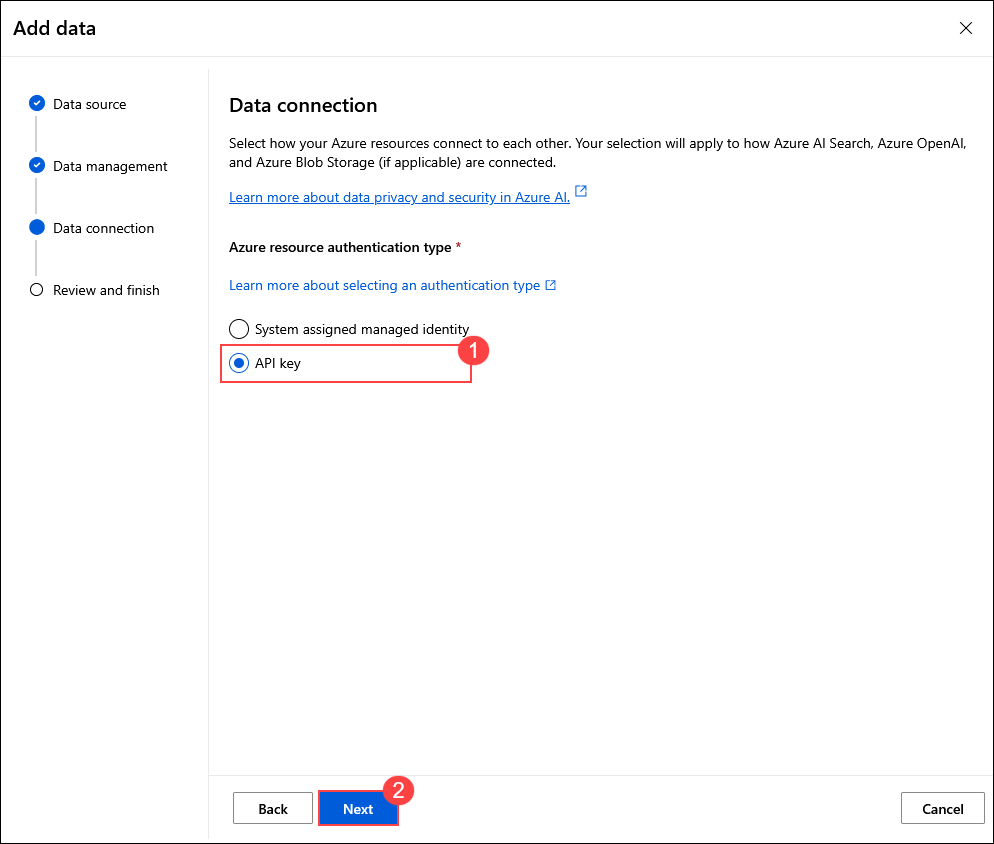 Add data
Data source
Data management
Data connection
Review and finish
Data connection
Select how your Azure resources connect to each other. Your selection will apply to how Azure AI Search, Azure OpenAI,
and Azure Blob Storage (if applicable) are connected.
Learn more about data privacy and security in Azure AI.
Azure resource authentication type *
Learn more about selecting an authentication type
System assigned managed identity
1
API key
2
Back
Next
Cancel